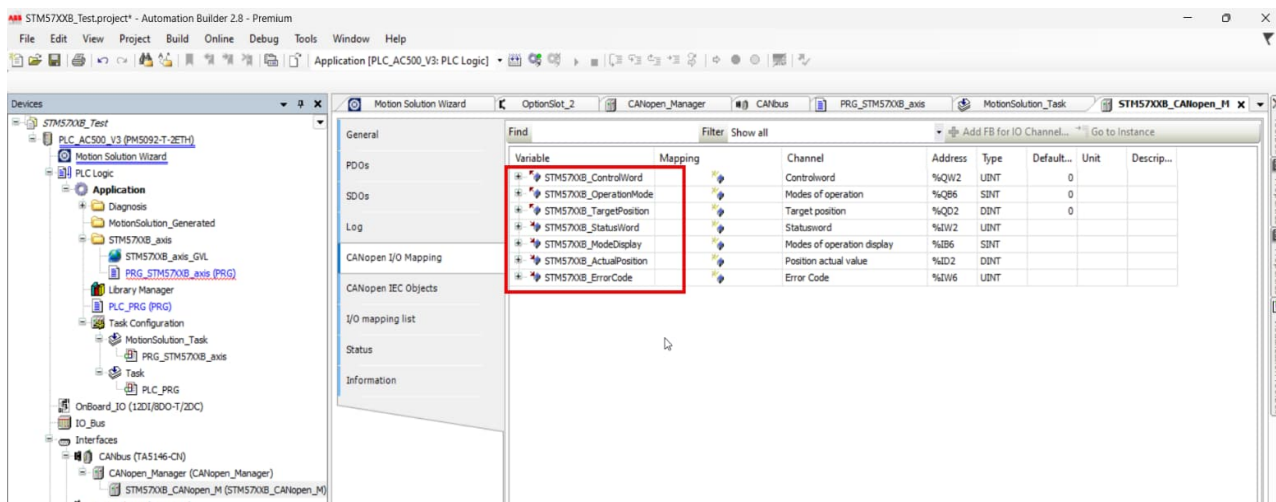 ABB STM57XXB_Test.project* - Automation Builder 2.8 - Premium
File Edit View Project Build Online Debug Tools Window Help
Application [PLC_AC500_V3: PLC Logic]
Devices
Motion Solution Wizard OptionSlot_2 CANopen_Manager CANbus PRG_STM57XXB_axis MotionSolution_Task STM57XXB_CANopen_M
STM57XXB_Test
PLC_AC500_V3 (PM5092-T-2ETH)
Motion Solution Wizard
PLC Logic
Application
Diagnosis
MotionSolution_Generated
STM57XXB_axis
STM57XXB_axis_GVL
PRG_STM57XXB_axis (PRG)
Library Manager
PLC_PRG (PRG)
Task Configuration
MotionSolution_Task
PRG_STM57XXB_axis
Task
PLC_PRG
OnBoard_IO (12DI/8DO-T/2DC)
IO_Bus
Interfaces
CANbus (TA5146-CN)
CANopen_Manager (CANopen_Manager)
STM57XXB_CANopen_M (STM57XXB_CANopen_M)
General
PDOs
SDOs
Log
CANopen I/O Mapping
CANopen IEC Objects
I/O mapping list
Status
Information
Find Filter Show all Add FB for IO Channel... Go to Instance
Variable Mapping Channel Address Type Default... Unit Descrip...
STM57XXB_ControlWord Controlword %QW2 UINT 0
STM57XXB_OperationMode Modes of operation %QB6 SINT 0
STM57XXB_TargetPosition Target position %QD2 DINT 0
STM57XXB_StatusWord Statusword %IW2 UINT
STM57XXB_ModeDisplay Modes of operation display %IB6 SINT
STM57XXB_ActualPosition Position actual value %ID2 DINT
STM57XXB_ErrorCode Error Code %IW6 UINT